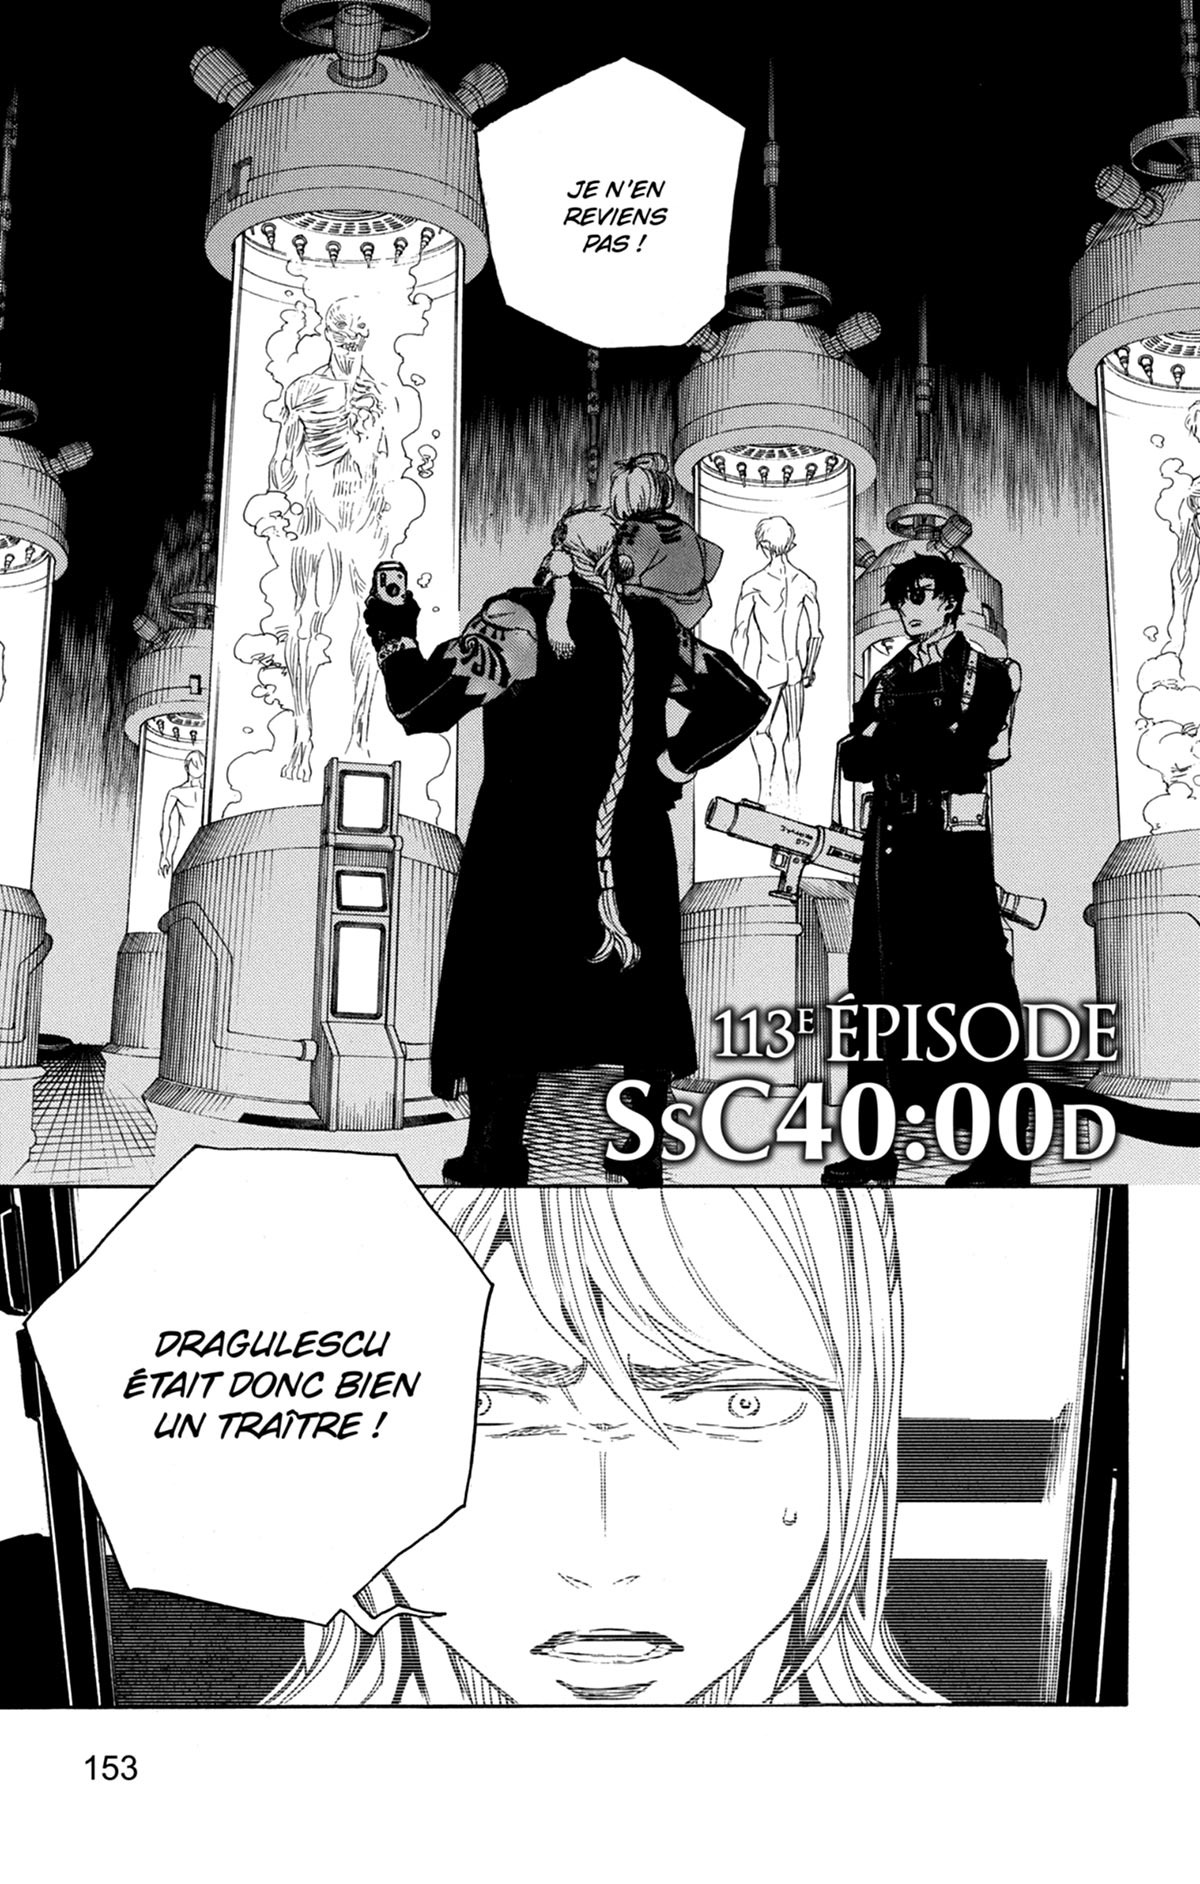 JE N'EN
REVIENS
PAS !
113E ÉPISODE
SSC40:00D
DRAGULESCU
ÉTAIT DONC BIEN
UN TRAÎTRE !
153